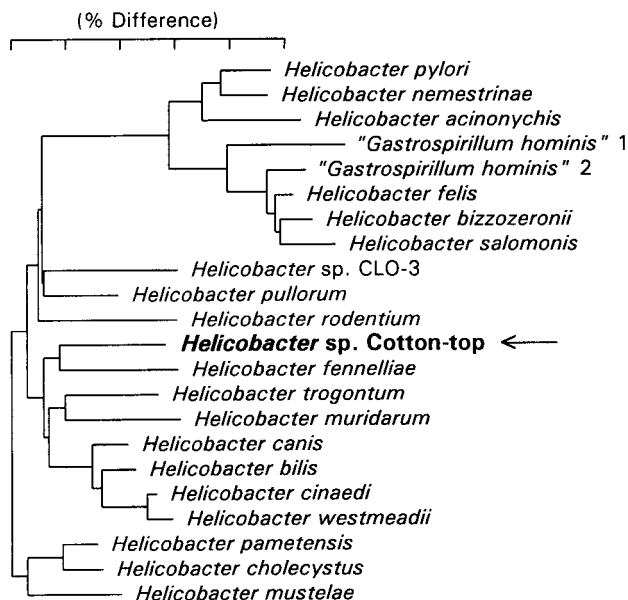 (% Difference)
Helicobacter pylori
Helicobacter nemestrinae
Helicobacter acinonychis
"Gastrospirillum hominis" 1
"Gastrospirillum hominis" 2
Helicobacter felis
Helicobacter bizzozeronii
Helicobacter salomonis
Helicobacter sp. CLO-3
Helicobacter pullorum
Helicobacter rodentium
Helicobacter sp. Cotton-top
Helicobacter fennelliae
Helicobacter trogontum
Helicobacter muridarum
Helicobacter canis
Helicobacter bilis
Helicobacter cinaedi
Helicobacter westmeadii
Helicobacter pametensis
Helicobacter cholecystus
Helicobacter mustelae